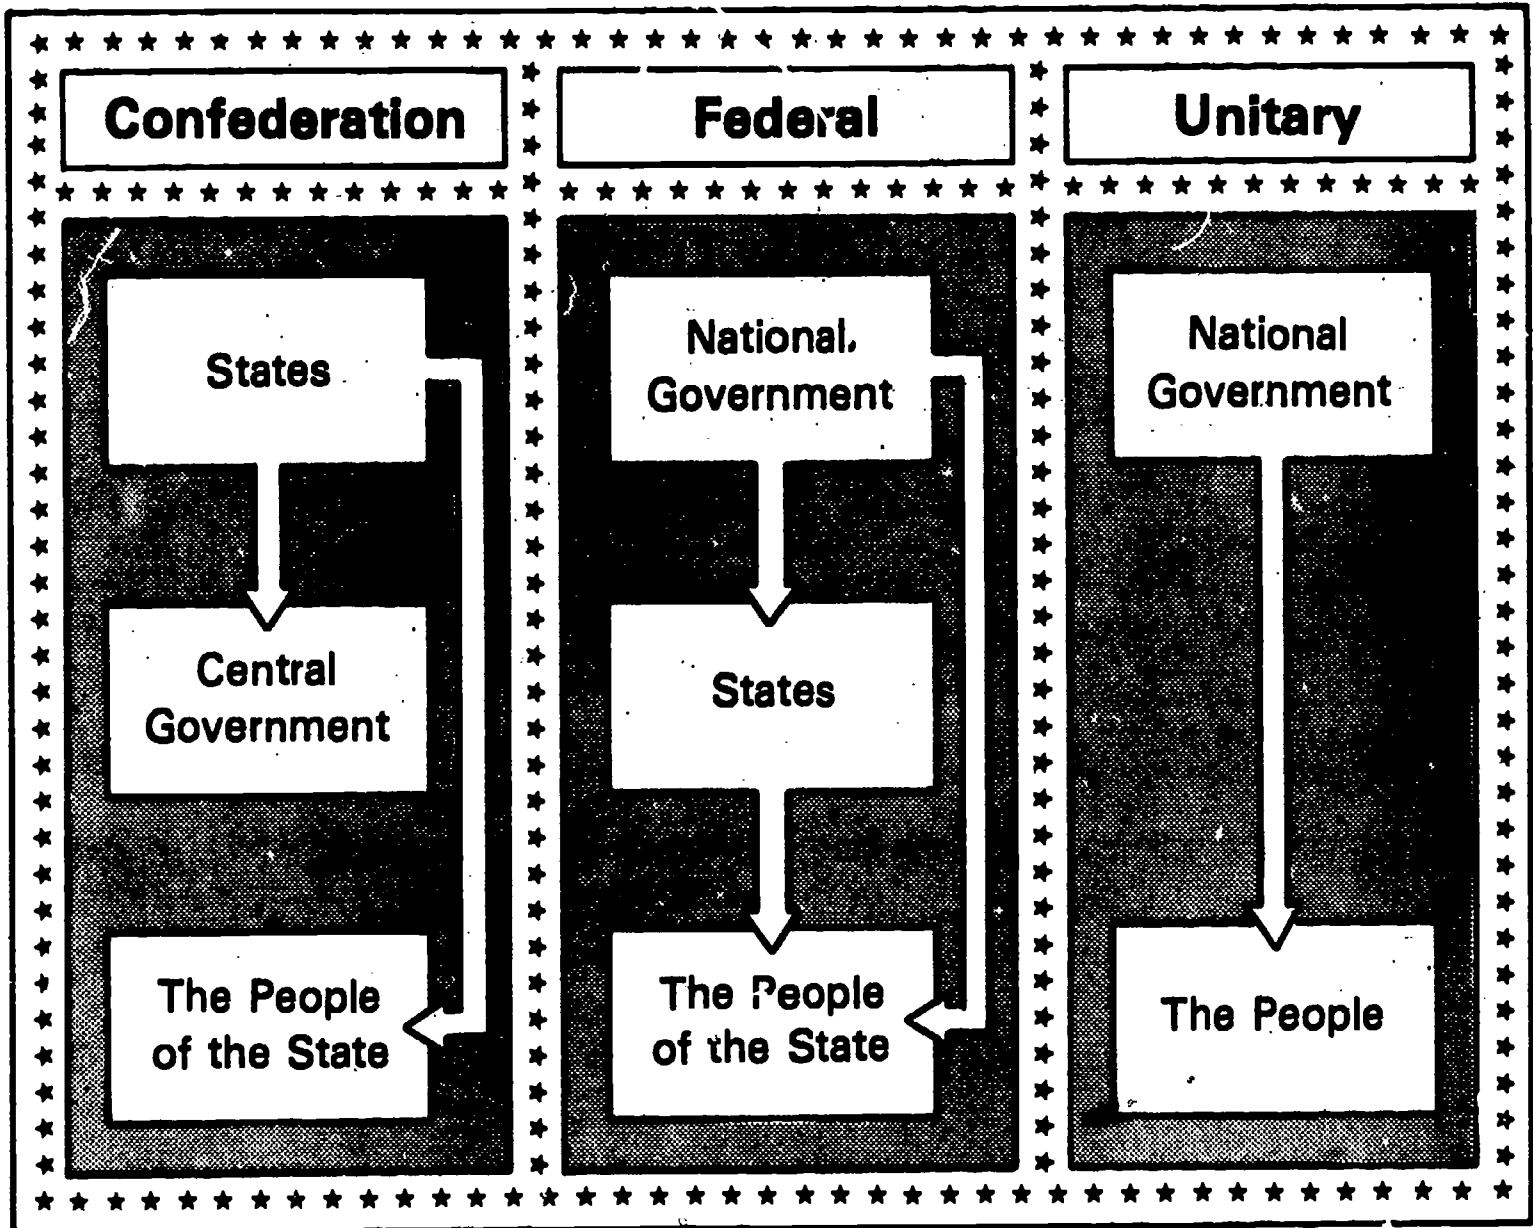 Confederation
Federal
Unitary
States
Central
Government
The People
of the State
National
Government
States
The People
of the State
National
Government
The People